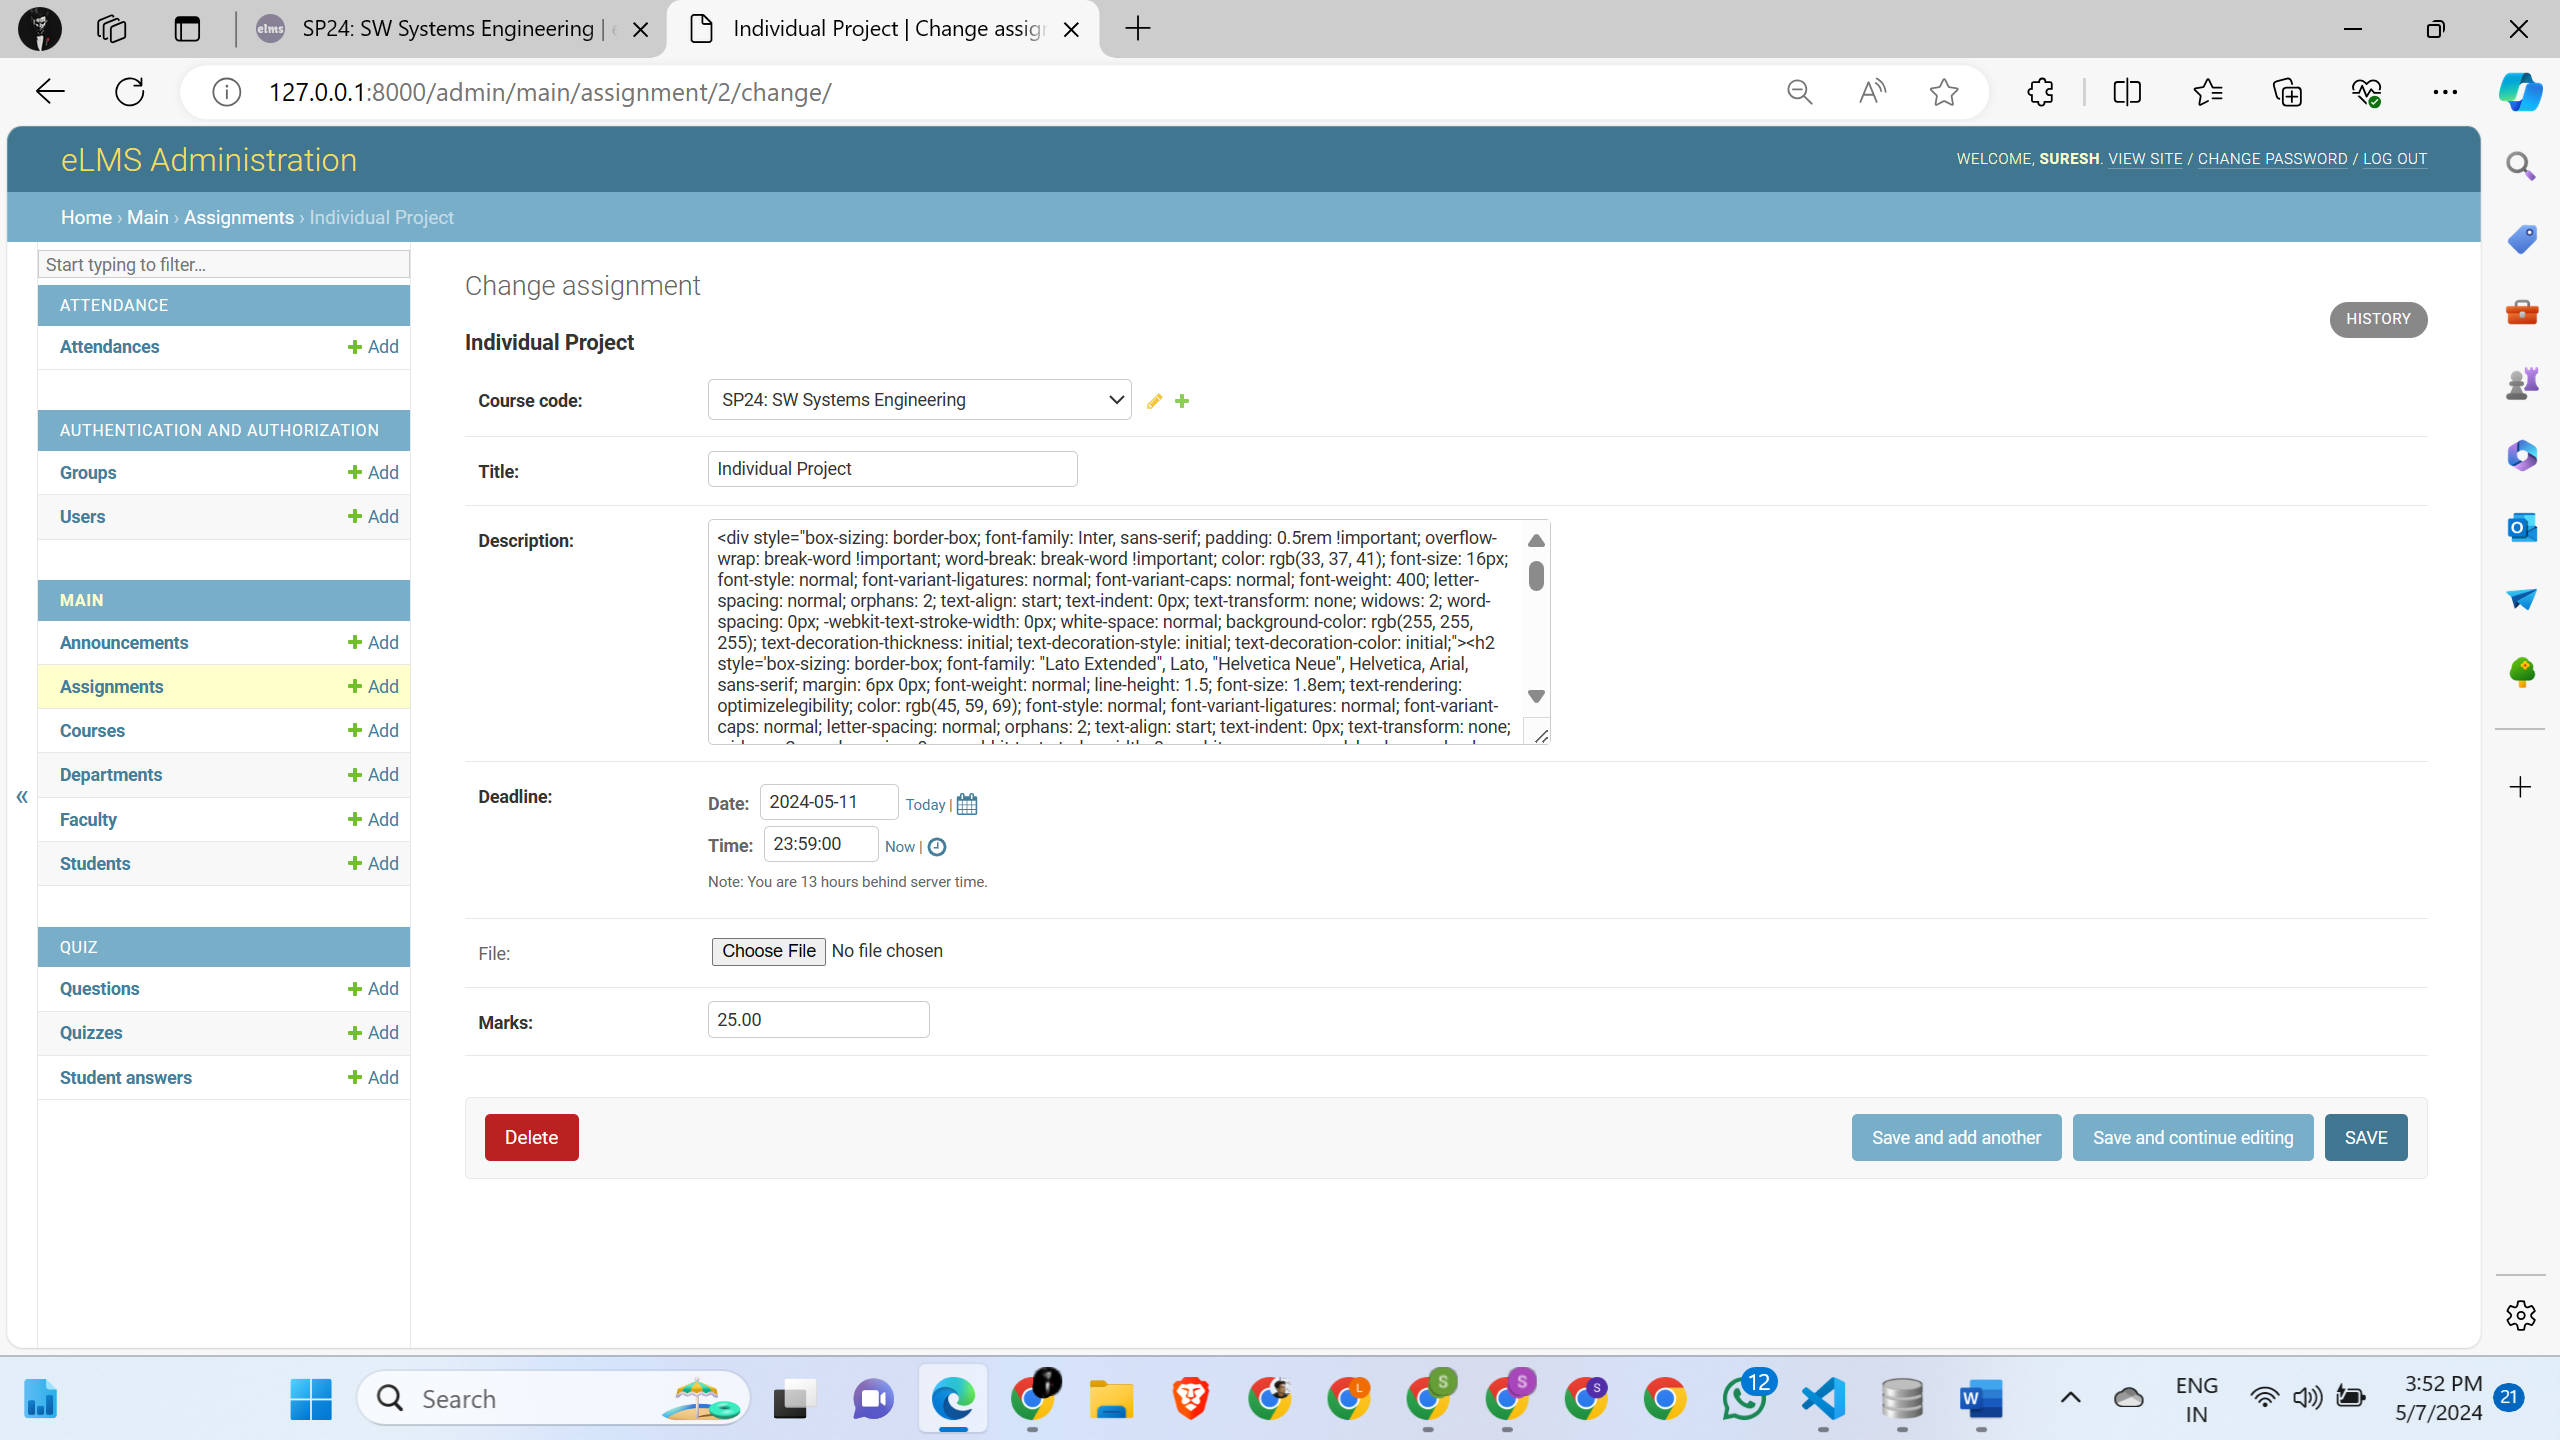 elms SP24: SW Systems Engineering |
Individual Project | Change assig
127.0.0.1:8000/admin/main/assignment/2/change/
eLMS Administration
WELCOME, SURESH. VIEW SITE / CHANGE PASSWORD / LOG OUT
Home › Main › Assignments › Individual Project
Start typing to filter...
ATTENDANCE
Attendances Add
AUTHENTICATION AND AUTHORIZATION
Groups Add
Users Add
MAIN
Announcements Add
Assignments Add
Courses Add
Departments Add
Faculty Add
Students Add
QUIZ
Questions Add
Quizzes Add
Student answers Add
«
Change assignment
HISTORY
Individual Project
Course code: SP24: SW Systems Engineering
Title: Individual Project
Description:
<div style="box-sizing: border-box; font-family: Inter, sans-serif; padding: 0.5rem !important; overflow-
wrap: break-word !important; word-break: break-word !important; color: rgb(33, 37, 41); font-size: 16px;
font-style: normal; font-variant-ligatures: normal; font-variant-caps: normal; font-weight: 400; letter-
spacing: normal; orphans: 2; text-align: start; text-indent: 0px; text-transform: none; widows: 2; word-
spacing: 0px; -webkit-text-stroke-width: 0px; white-space: normal; background-color: rgb(255, 255,
255); text-decoration-thickness: initial; text-decoration-style: initial; text-decoration-color: initial;"><h2
style='box-sizing: border-box; font-family: "Lato Extended", Lato, "Helvetica Neue", Helvetica, Arial,
sans-serif; margin: 6px 0px; font-weight: normal; line-height: 1.5; font-size: 1.8em; text-rendering:
optimizelegibility; color: rgb(45, 59, 69); font-style: normal; font-variant-ligatures: normal; font-variant-
caps: normal; letter-spacing: normal; orphans: 2; text-align: start; text-indent: 0px; text-transform: none;
Deadline:
Date: 2024-05-11 Today |
Time: 23:59:00 Now |
Note: You are 13 hours behind server time.
File: Choose File No file chosen
Marks: 25.00
Delete
Save and add another
Save and continue editing
SAVE
Search
L
S
S
S
12
W
ENG
IN
3:52 PM
5/7/2024
21